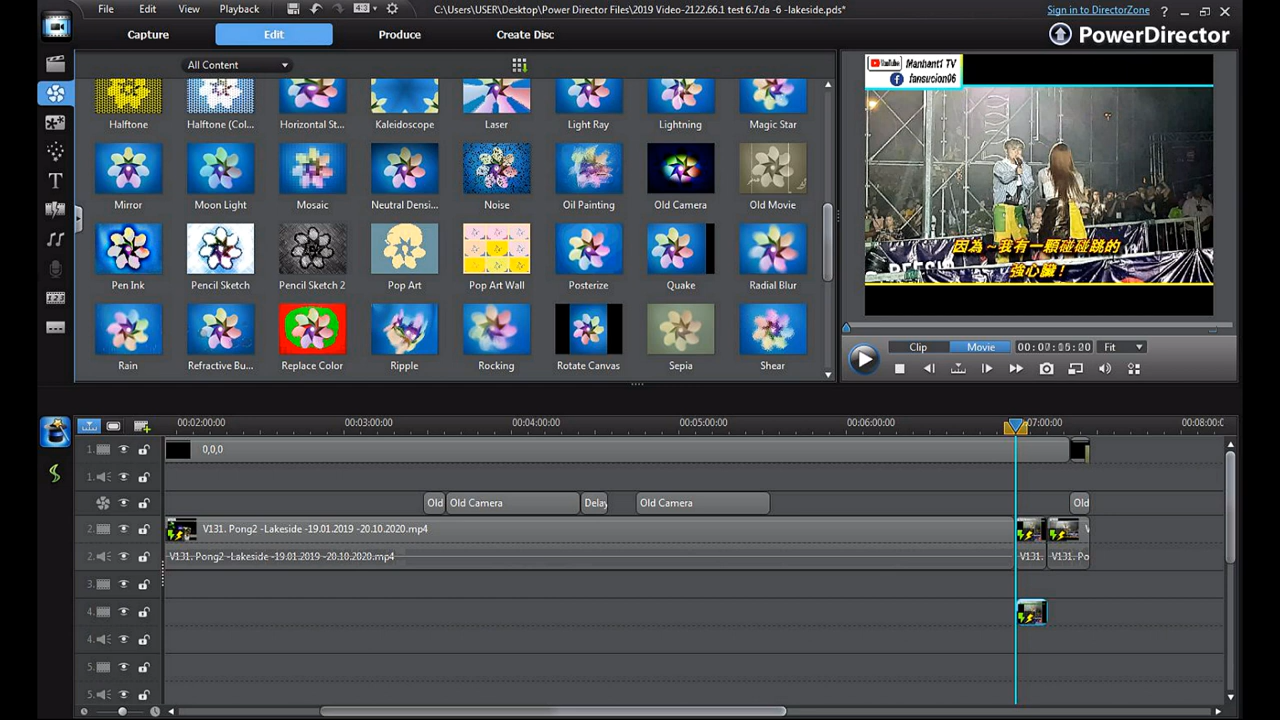 File Edit View Playback
C:\Users\USER\Desktop\Power Director Files\2019 Video-2122.66.1 test 6.7da -6 -lakeside.pds*
Sign in to DirectorZone ?
Capture Edit Produce Create Disc
PowerDirector
All Content
Halftone Halftone (Col... Horizontal St... Kaleidoscope Laser Light Ray Lightning Magic Star
Mirror Moon Light Mosaic Neutral Densi... Noise Oil Painting Old Camera Old Movie
Pen Ink Pencil Sketch Pencil Sketch 2 Pop Art Pop Art Wall Posterize Quake Radial Blur
Rain Refractive Bu... Replace Color Ripple Rocking Rotate Canvas Sepia Shear
YouTube Manhant1 TV
fansucion06
因為~我有一顆碰碰跳的
強心臟!
Clip Movie 00:00:05:20 Fit
00:02:00:00 00:03:00:00 00:04:00:00 00:05:00:00 00:06:00:00 07:00:00 00:08:00:0
1. 0,0,0
1.
Old Old Camera Delay Old Camera Old
2. V131. Pong2 -Lakeside -19.01.2019 -20.10.2020.mp4
2. V131. Pong2 -Lakeside -19.01.2019 -20.10.2020.mp4 V131. V131. Po
3.
4.
4.
5.
5.